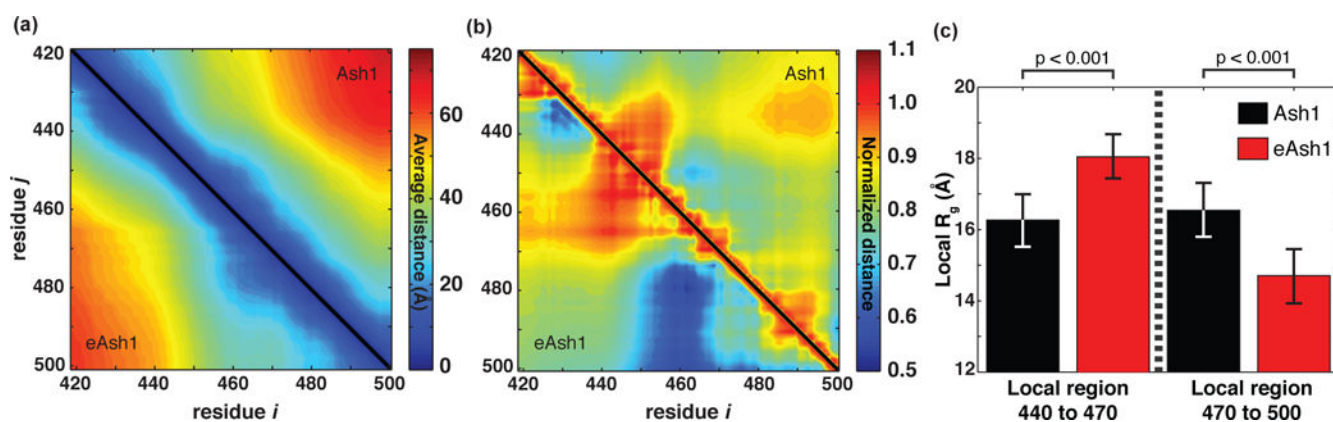 (a)
Ash1
eAsh1
420
440
460
480
500
residue j
420
440
460
480
500
residue i
60
40
20
0
Average distance (Å)
(b)
Ash1
eAsh1
420
440
460
480
500
420
440
460
480
500
residue i
1.1
1.0
0.9
0.8
0.7
0.6
0.5
Normalized distance
(c)
p < 0.001
p < 0.001
Ash1
eAsh1
20
18
16
14
12
Local Rg (Å)
Local region
440 to 470
Local region
470 to 500